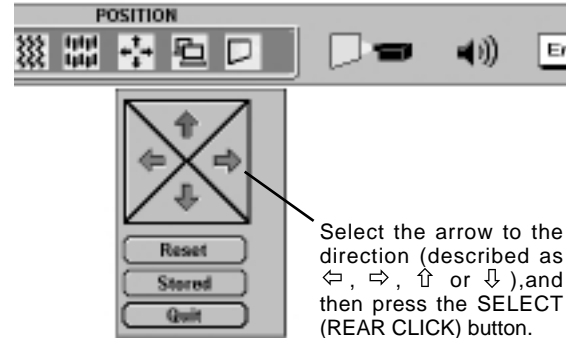 POSITION
Reset
Stored
Quit
Select the arrow to the
direction (described as
⇦ , ⇨ , ⇧ or ⇩ ),and
then press the SELECT
(REAR CLICK) button.